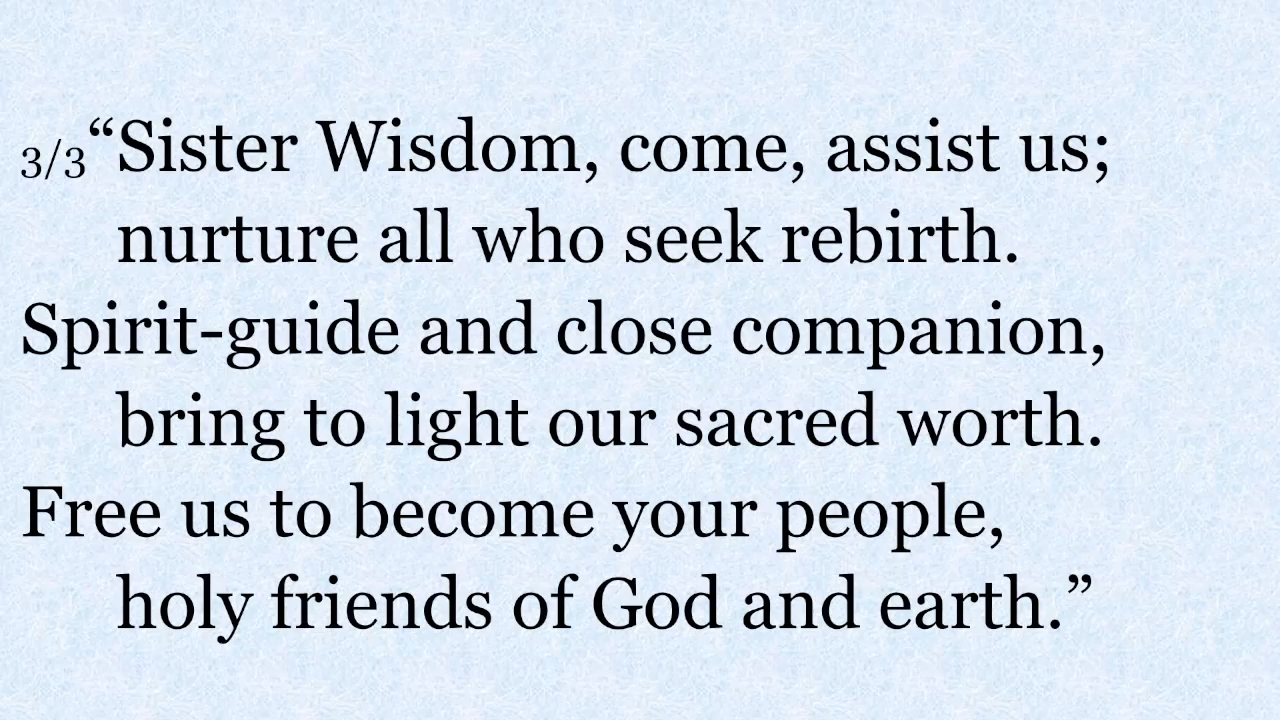 3/3“Sister Wisdom, come, assist us;
nurture all who seek rebirth.
Spirit-guide and close companion,
bring to light our sacred worth.
Free us to become your people,
holy friends of God and earth.”